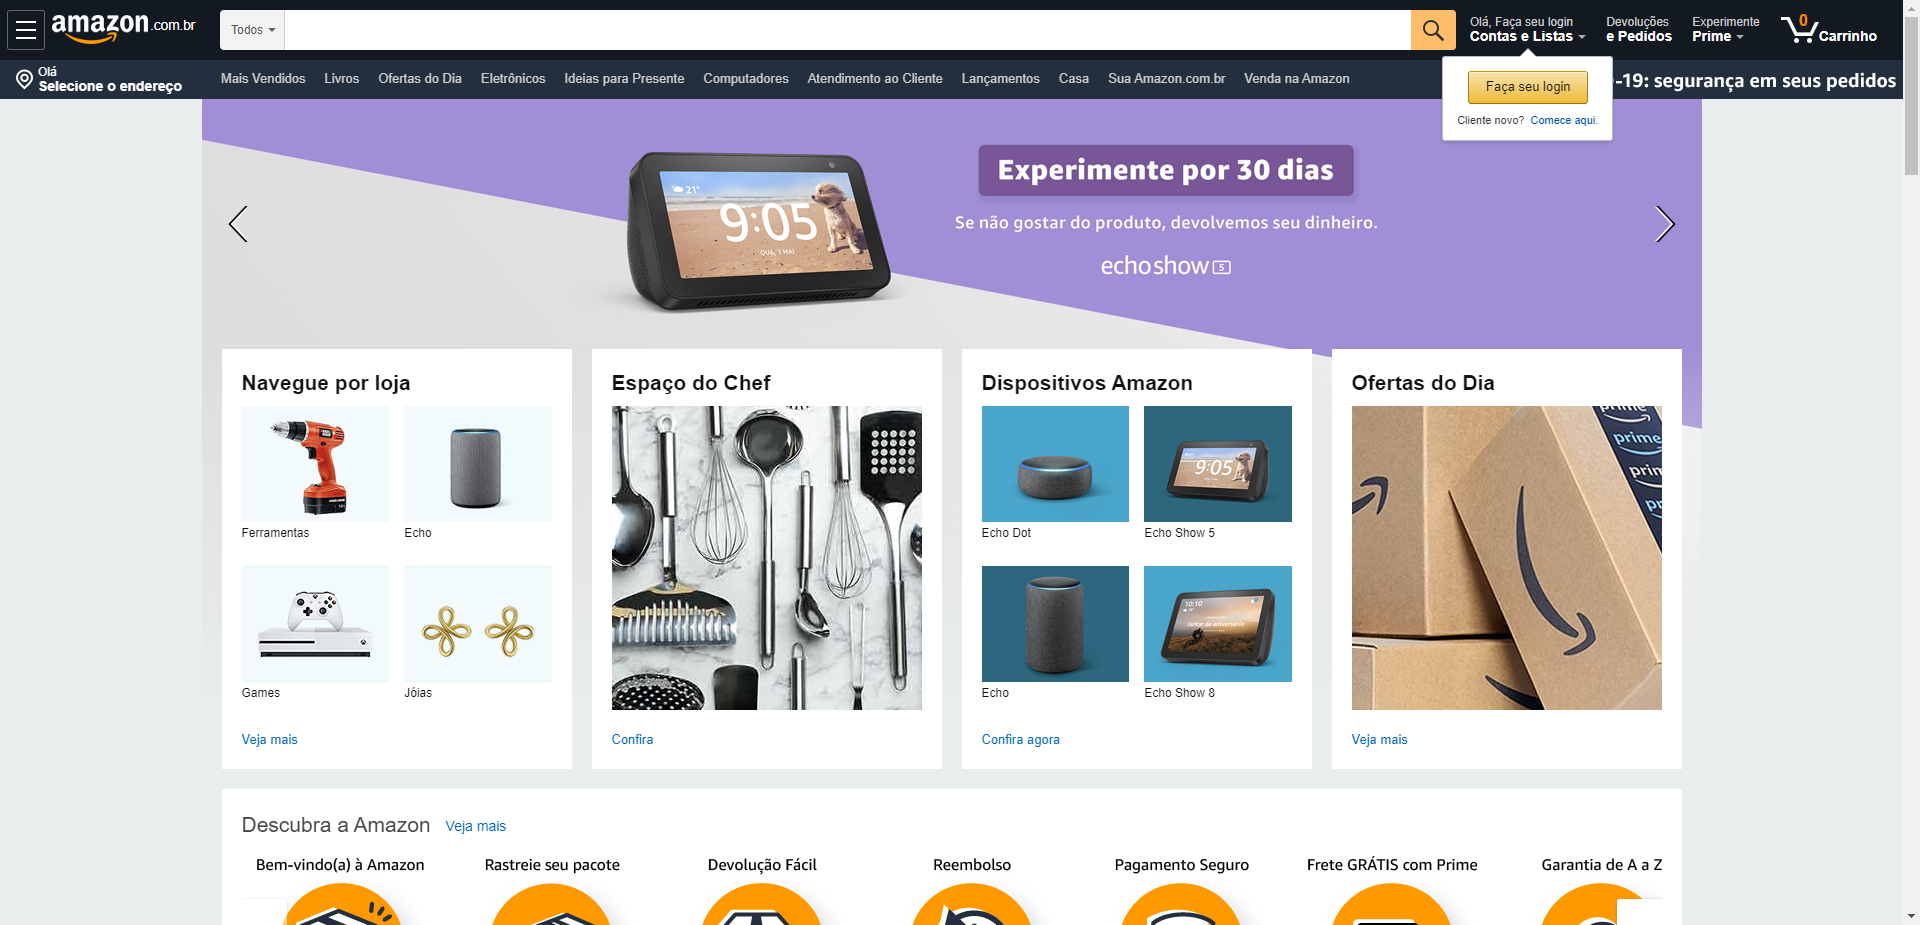 amazon.com.br
Todos
Olá, Faça seu login
Contas e Listas
Devoluções
e Pedidos
Experimente
Prime
0
Carrinho
Olá
Selecione o endereço
Mais Vendidos
Livros
Ofertas do Dia
Eletrônicos
Ideias para Presente
Computadores
Atendimento ao Cliente
Lançamentos
Casa
Sua Amazon.com.br
Venda na Amazon
-19: segurança em seus pedidos
Faça seu login
Cliente novo? Comece aqui.
21°
9:05
QUA, 1 MAI
Experimente por 30 dias
Se não gostar do produto, devolvemos seu dinheiro.
echo show 5
Navegue por loja
Ferramentas
Echo
Games
Jóias
Veja mais
Espaço do Chef
Confira
Dispositivos Amazon
9:05
Echo Dot
Echo Show 5
10:10
Jantar de aniversário
Echo
Echo Show 8
Confira agora
Ofertas do Dia
prime
prime
Veja mais
Descubra a Amazon
Veja mais
Bem-vindo(a) à Amazon
Rastreie seu pacote
Devolução Fácil
Reembolso
Pagamento Seguro
Frete GRÁTIS com Prime
Garantia de A a Z